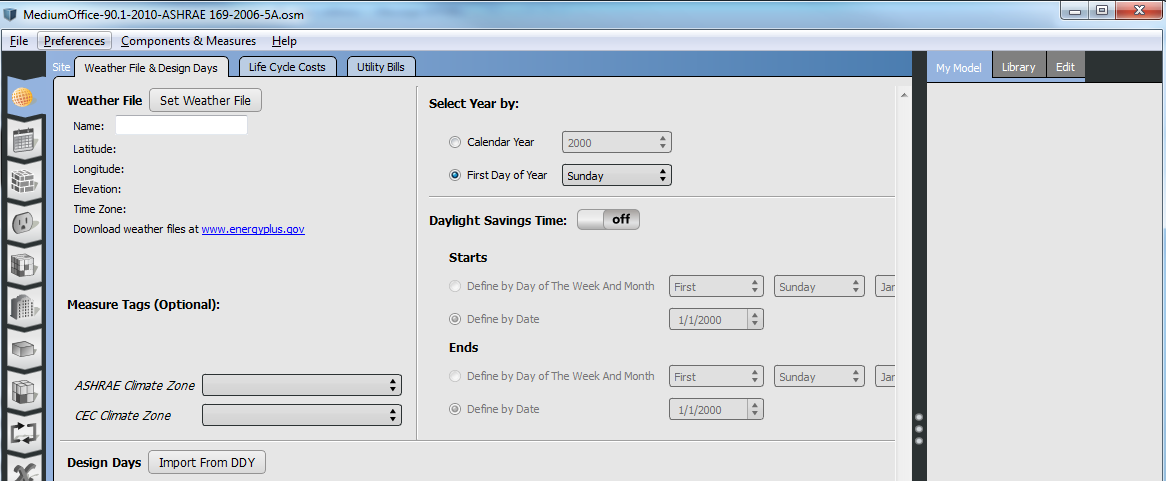 MediumOffice-90.1-2010-ASHRAE 169-2006-5A.osm
File Preferences Components & Measures Help
Site Weather File & Design Days Life Cycle Costs Utility Bills
My Model Library Edit
Weather File Set Weather File
Name:
Latitude:
Longitude:
Elevation:
Time Zone:
Download weather files at www.energyplus.gov
Measure Tags (Optional):
ASHRAE Climate Zone
CEC Climate Zone
Select Year by:
Calendar Year 2000
First Day of Year Sunday
Daylight Savings Time: off
Starts
Define by Day of The Week And Month First Sunday Jan
Define by Date 1/1/2000
Ends
Define by Day of The Week And Month First Sunday Jan
Define by Date 1/1/2000
Design Days Import From DDY